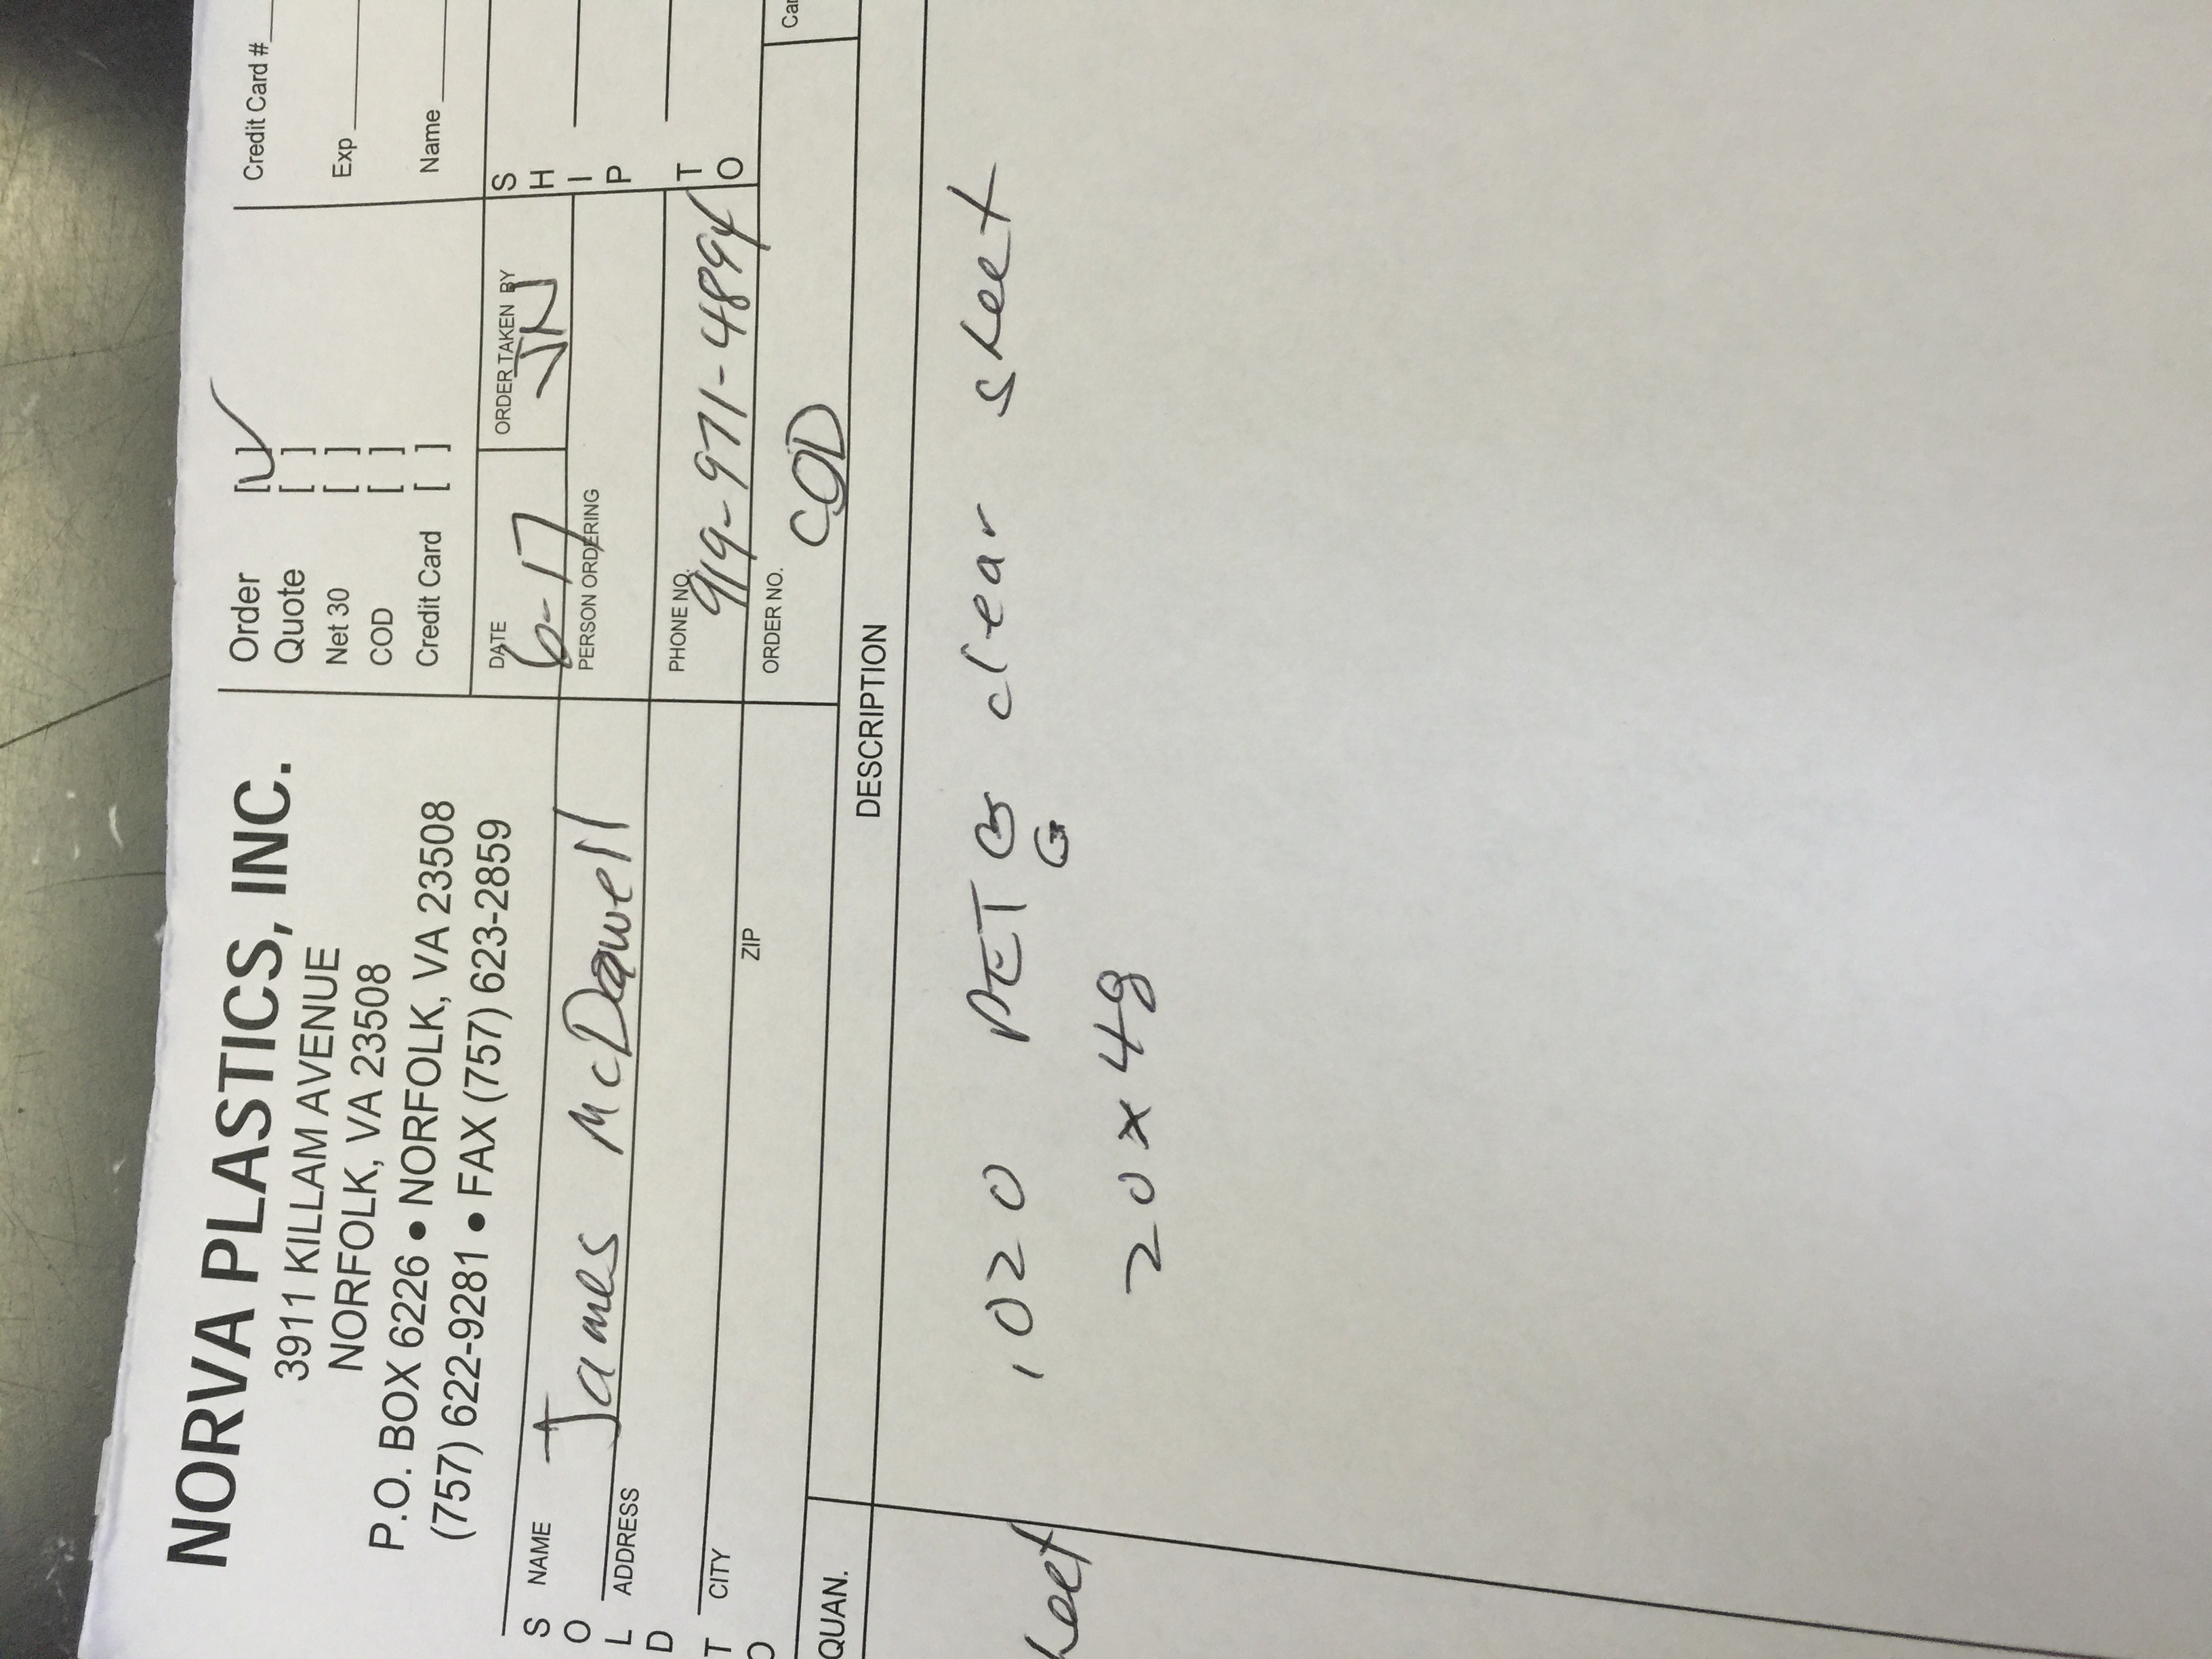 NORVA PLASTICS, INC.
3911 KILLAM AVENUE
NORFOLK, VA 23508
P.O. BOX 6226 • NORFOLK, VA 23508
(757) 622-9281 • FAX (757) 623-2859
Order [✓]
Quote [ ]
Net 30 [ ]
COD [ ]
Credit Card [ ]
Credit Card #
Exp
Name
SOLD TO
NAME James McDowell
ADDRESS
CITY
ZIP
DATE 6-17
ORDER TAKEN BY JN
PERSON ORDERING
PHONE NO. 919-971-4894
ORDER NO. COD
SHIP TO
Car
QUAN.
DESCRIPTION
.020 PET G clear sheet
G
heet
20x48